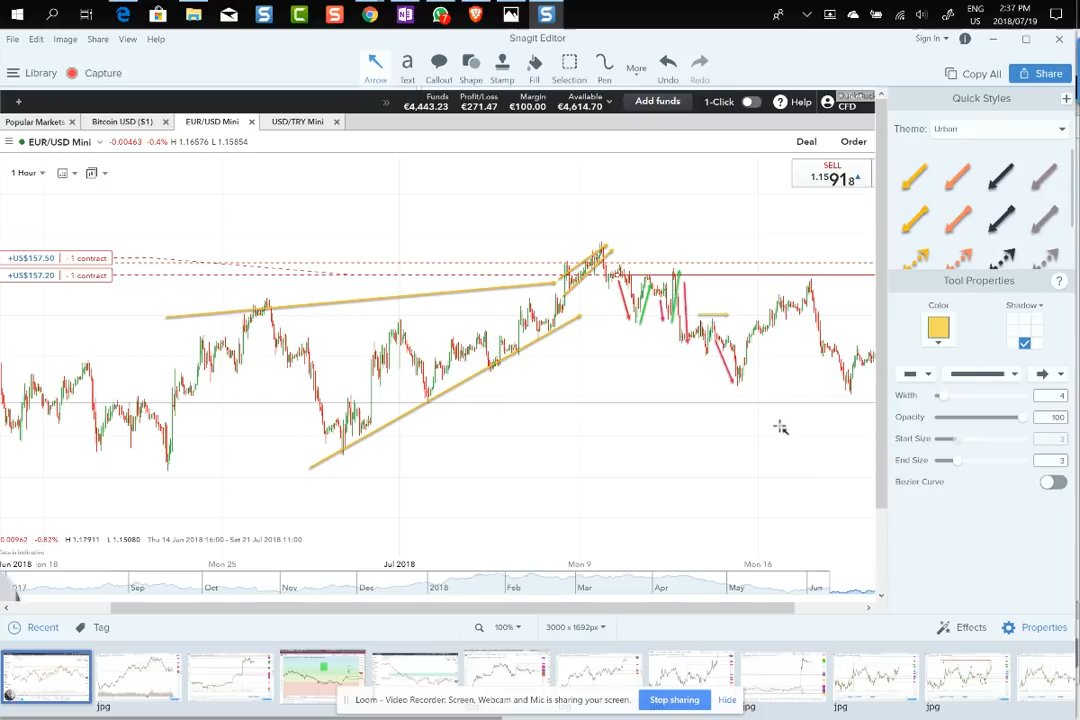 ENG 2:37 PM
US 2018/07/19
7
Snagit Editor
File Edit Image Share View Help
Sign in
Library Capture
Arrow Text Callout Shape Stamp Fill Selection Pen More Undo Redo
Copy All Share
Funds Profit/Loss Margin Available
€4,443.23 €271.47 €100.00 €4,614.70
Add funds 1-Click Help CFD
Quick Styles
Popular Markets Bitcoin USD ($1) EUR/USD Mini USD/TRY Mini
Theme: Urban
EUR/USD Mini -0.00463 -0.4% H 1.16576 L 1.15854
Deal Order
1 Hour
SELL
1.15918
+US$157.50 - 1 contract
+US$157.20 - 1 contract
Tool Properties
Color Shadow
Width 4
Opacity 100
Start Size 3
End Size 3
Bezier Curve
0.00962 -0.82% H 1.17911 L 1.15080 Thu 14 Jun 2018 16:00 - Sat 21 Jul 2018 11:00
Data is indicative
Jun 2018 Mon 18 Mon 25 Jul 2018 Mon 9 Mon 16
2017 Sep Oct Nov Dec 2018 Feb Mar Apr May Jun
Recent Tag
100% 3000 x 1692px
Effects Properties
Loom - Video Recorder: Screen, Webcam and Mic is sharing your screen. Stop sharing Hide
jpg jpg jpg